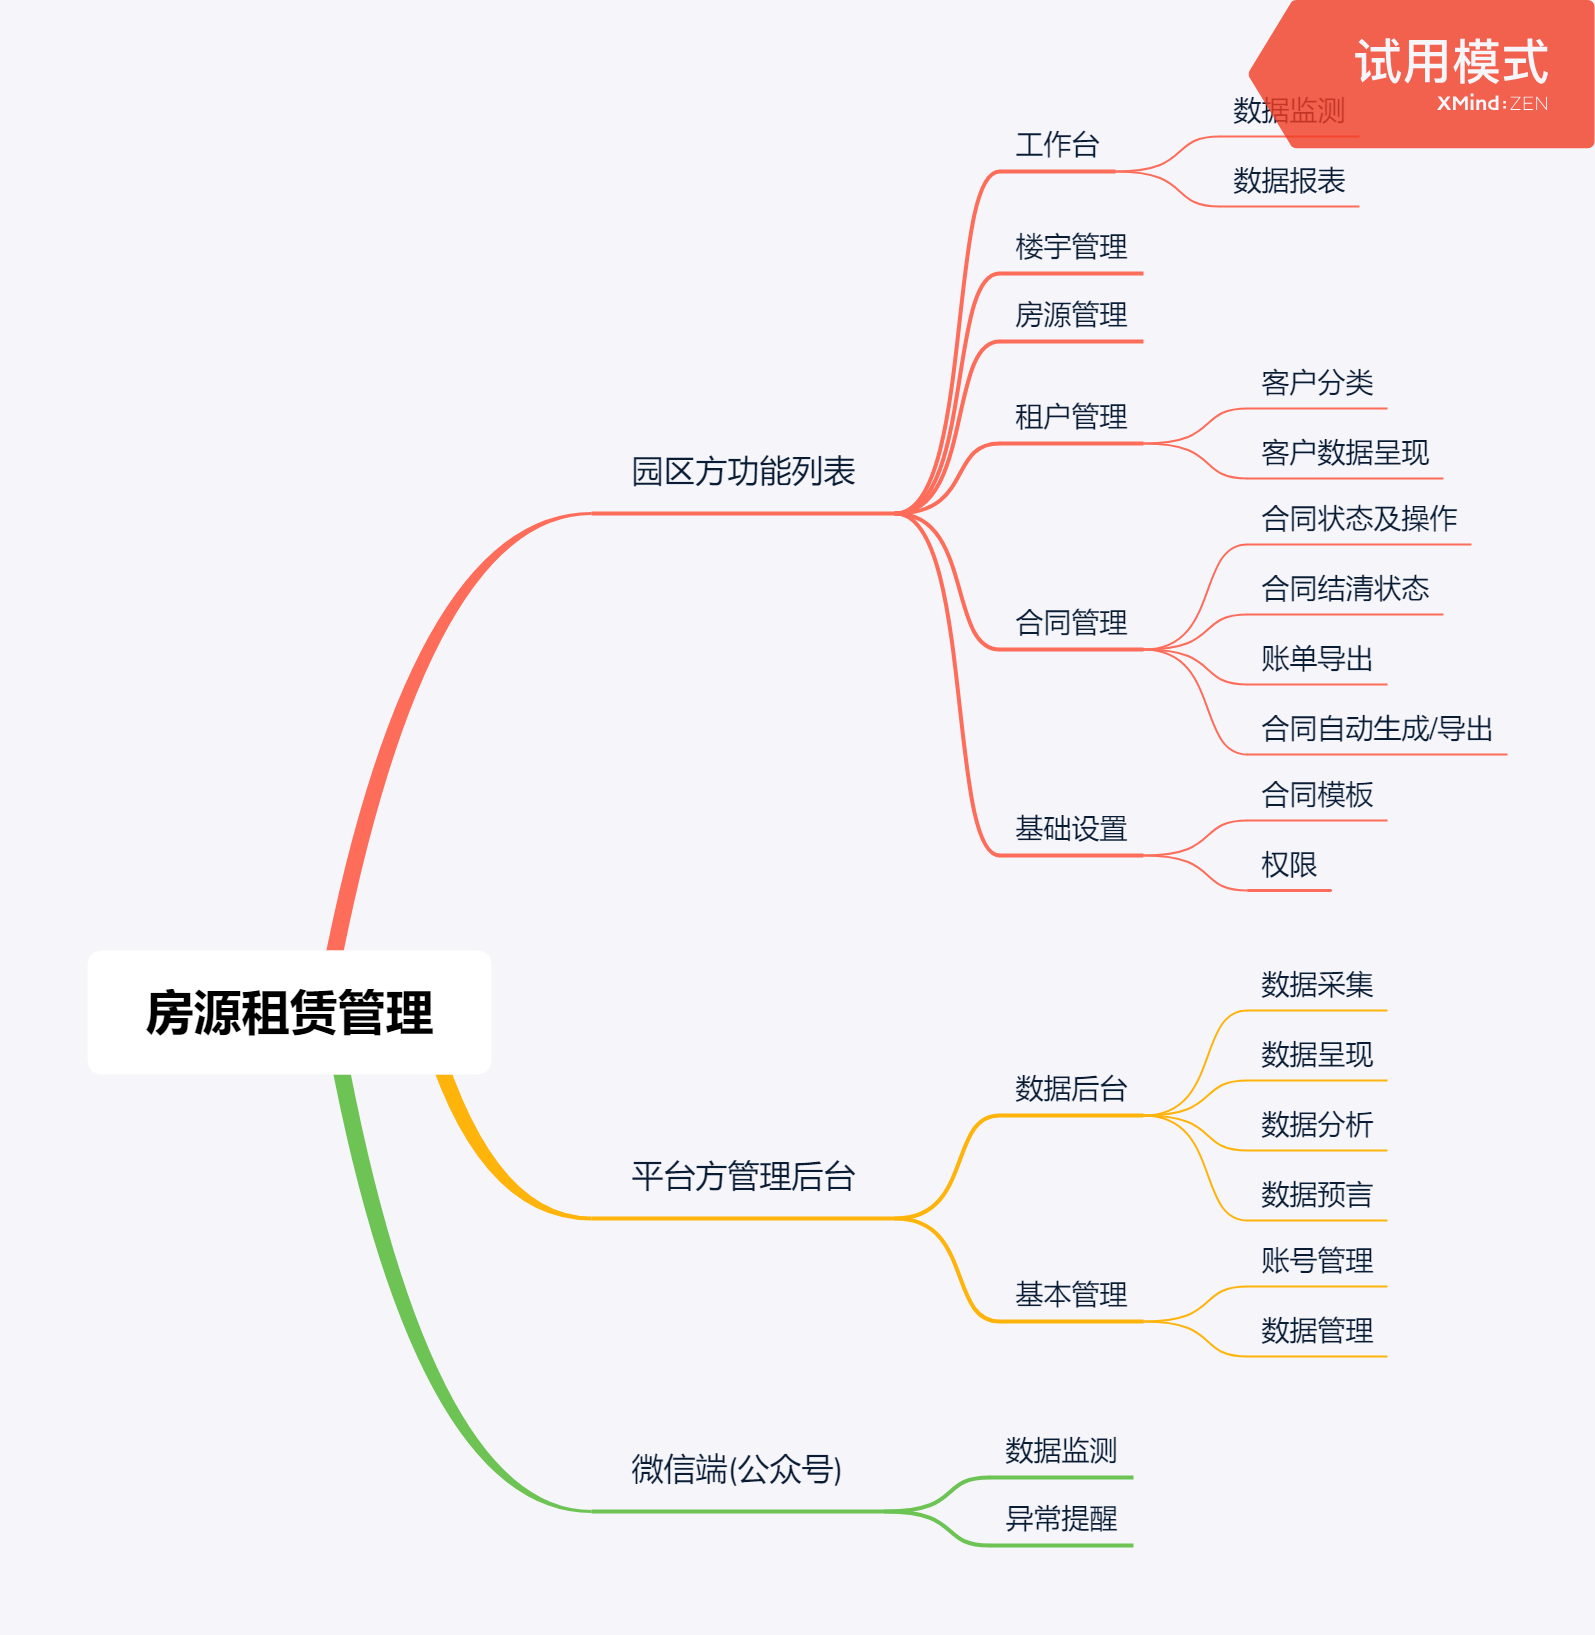 试用模式
XMind:ZEN
房源租赁管理
园区方功能列表
工作台
数据监测
数据报表
楼宇管理
房源管理
租户管理
客户分类
客户数据呈现
合同管理
合同状态及操作
合同结清状态
账单导出
合同自动生成/导出
基础设置
合同模板
权限
平台方管理后台
数据后台
数据采集
数据呈现
数据分析
数据预言
基本管理
账号管理
数据管理
微信端(公众号)
数据监测
异常提醒